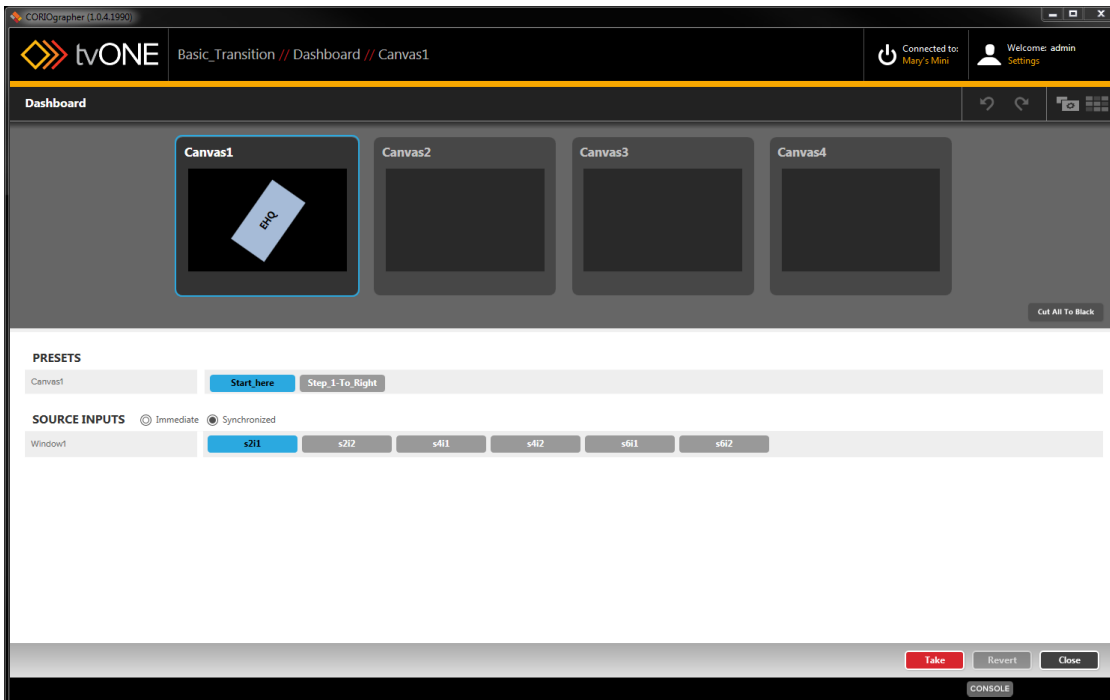 CORIOgrapher (1.0.4.1990)
tvONE
Basic_Transition // Dashboard // Canvas1
Connected to:
Mary's Mini
Welcome: admin
Settings
Dashboard
Canvas1
Canvas2
Canvas3
Canvas4
EHQ
Cut All To Black
PRESETS
Canvas1
Start_here
Step_1-To_Right
SOURCE INPUTS
Immediate
Synchronized
Window1
s2i1
s2i2
s4i1
s4i2
s6i1
s6i2
Take
Revert
Close
CONSOLE